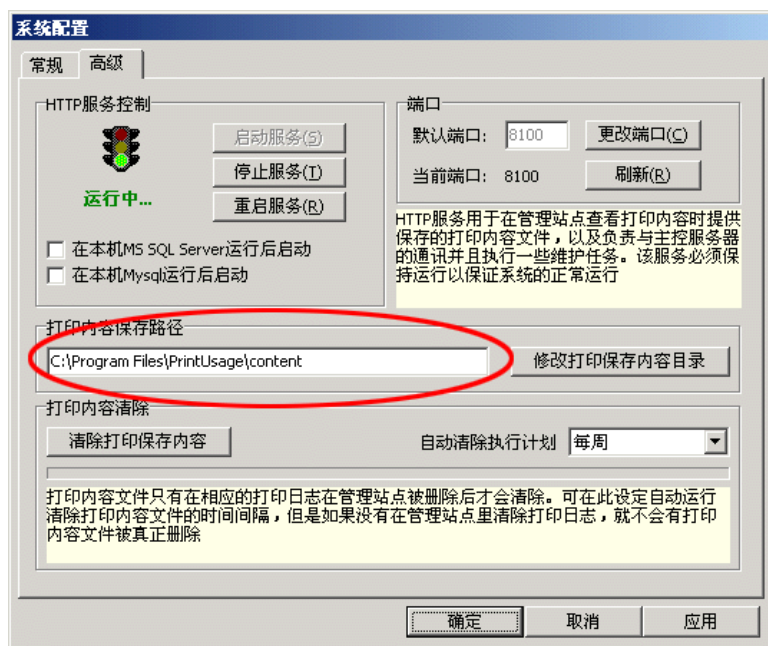 系统配置
常规
高级
HTTP服务控制
启动服务(S)
停止服务(T)
运行中...
重启服务(R)
在本机MS SQL Server运行后启动
在本机Mysql运行后启动
端口
默认端口: 8100
更改端口(C)
当前端口: 8100
刷新(R)
HTTP服务用于在管理站点查看打印内容时提供
保存的打印内容文件，以及负责与主控服务器
的通讯并且执行一些维护任务。该服务必须保
持运行以保证系统的正常运行
打印内容保存路径
C:\Program Files\PrintUsage\content
修改打印保存内容目录
打印内容清除
清除打印保存内容
自动清除执行计划 每周
打印内容文件只有在相应的打印日志在管理站点被删除后才会清除。可在此设定自动运行
清除打印内容文件的时间间隔，但是如果没有在管理站点里清除打印日志，就不会有打印
内容文件被真正删除
确定
取消
应用